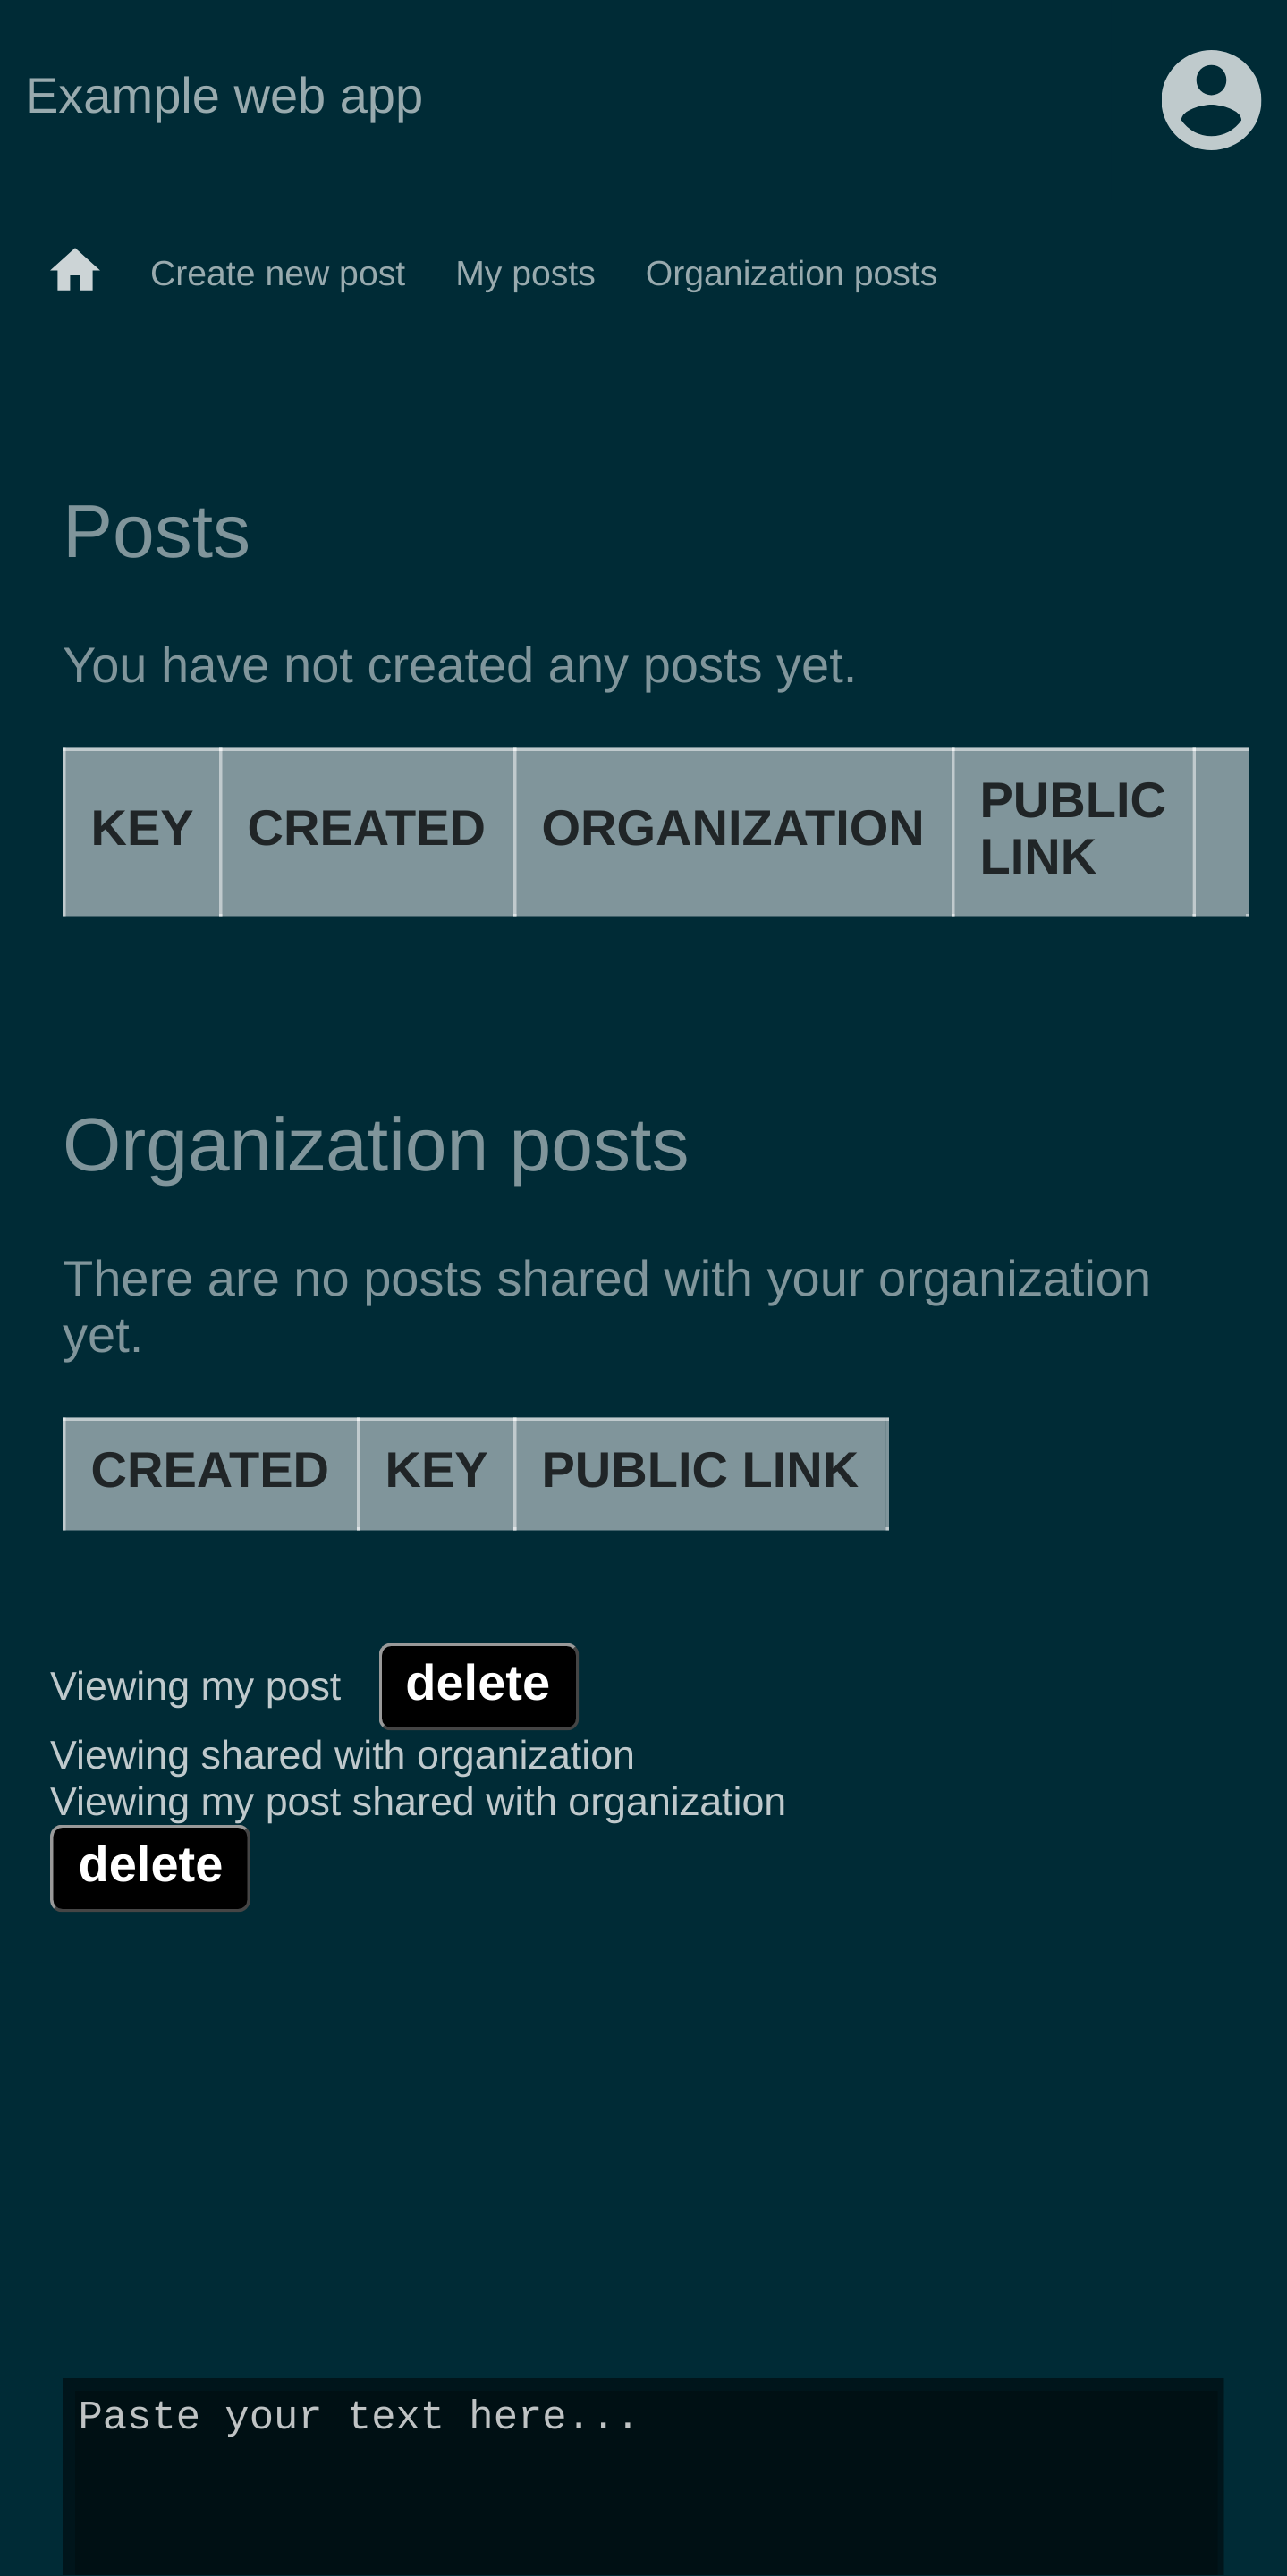 Example web app
Create new post My posts Organization posts
Posts
You have not created any posts yet.
KEY CREATED ORGANIZATION PUBLIC
LINK
Organization posts
There are no posts shared with your organization
yet.
CREATED KEY PUBLIC LINK
Viewing my post delete
Viewing shared with organization
Viewing my post shared with organization
delete
Paste your text here...